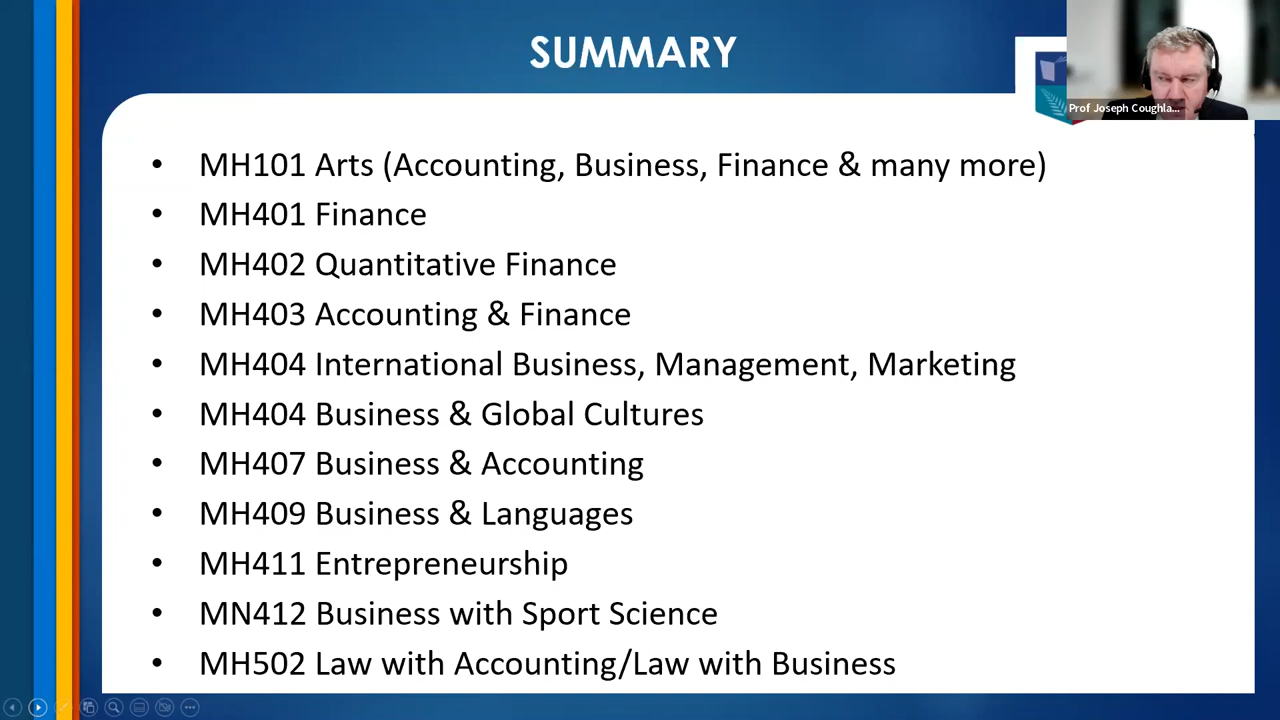 SUMMARY
Prof Joseph Coughla...
• MH101 Arts (Accounting, Business, Finance & many more)
• MH401 Finance
• MH402 Quantitative Finance
• MH403 Accounting & Finance
• MH404 International Business, Management, Marketing
• MH404 Business & Global Cultures
• MH407 Business & Accounting
• MH409 Business & Languages
• MH411 Entrepreneurship
• MN412 Business with Sport Science
• MH502 Law with Accounting/Law with Business